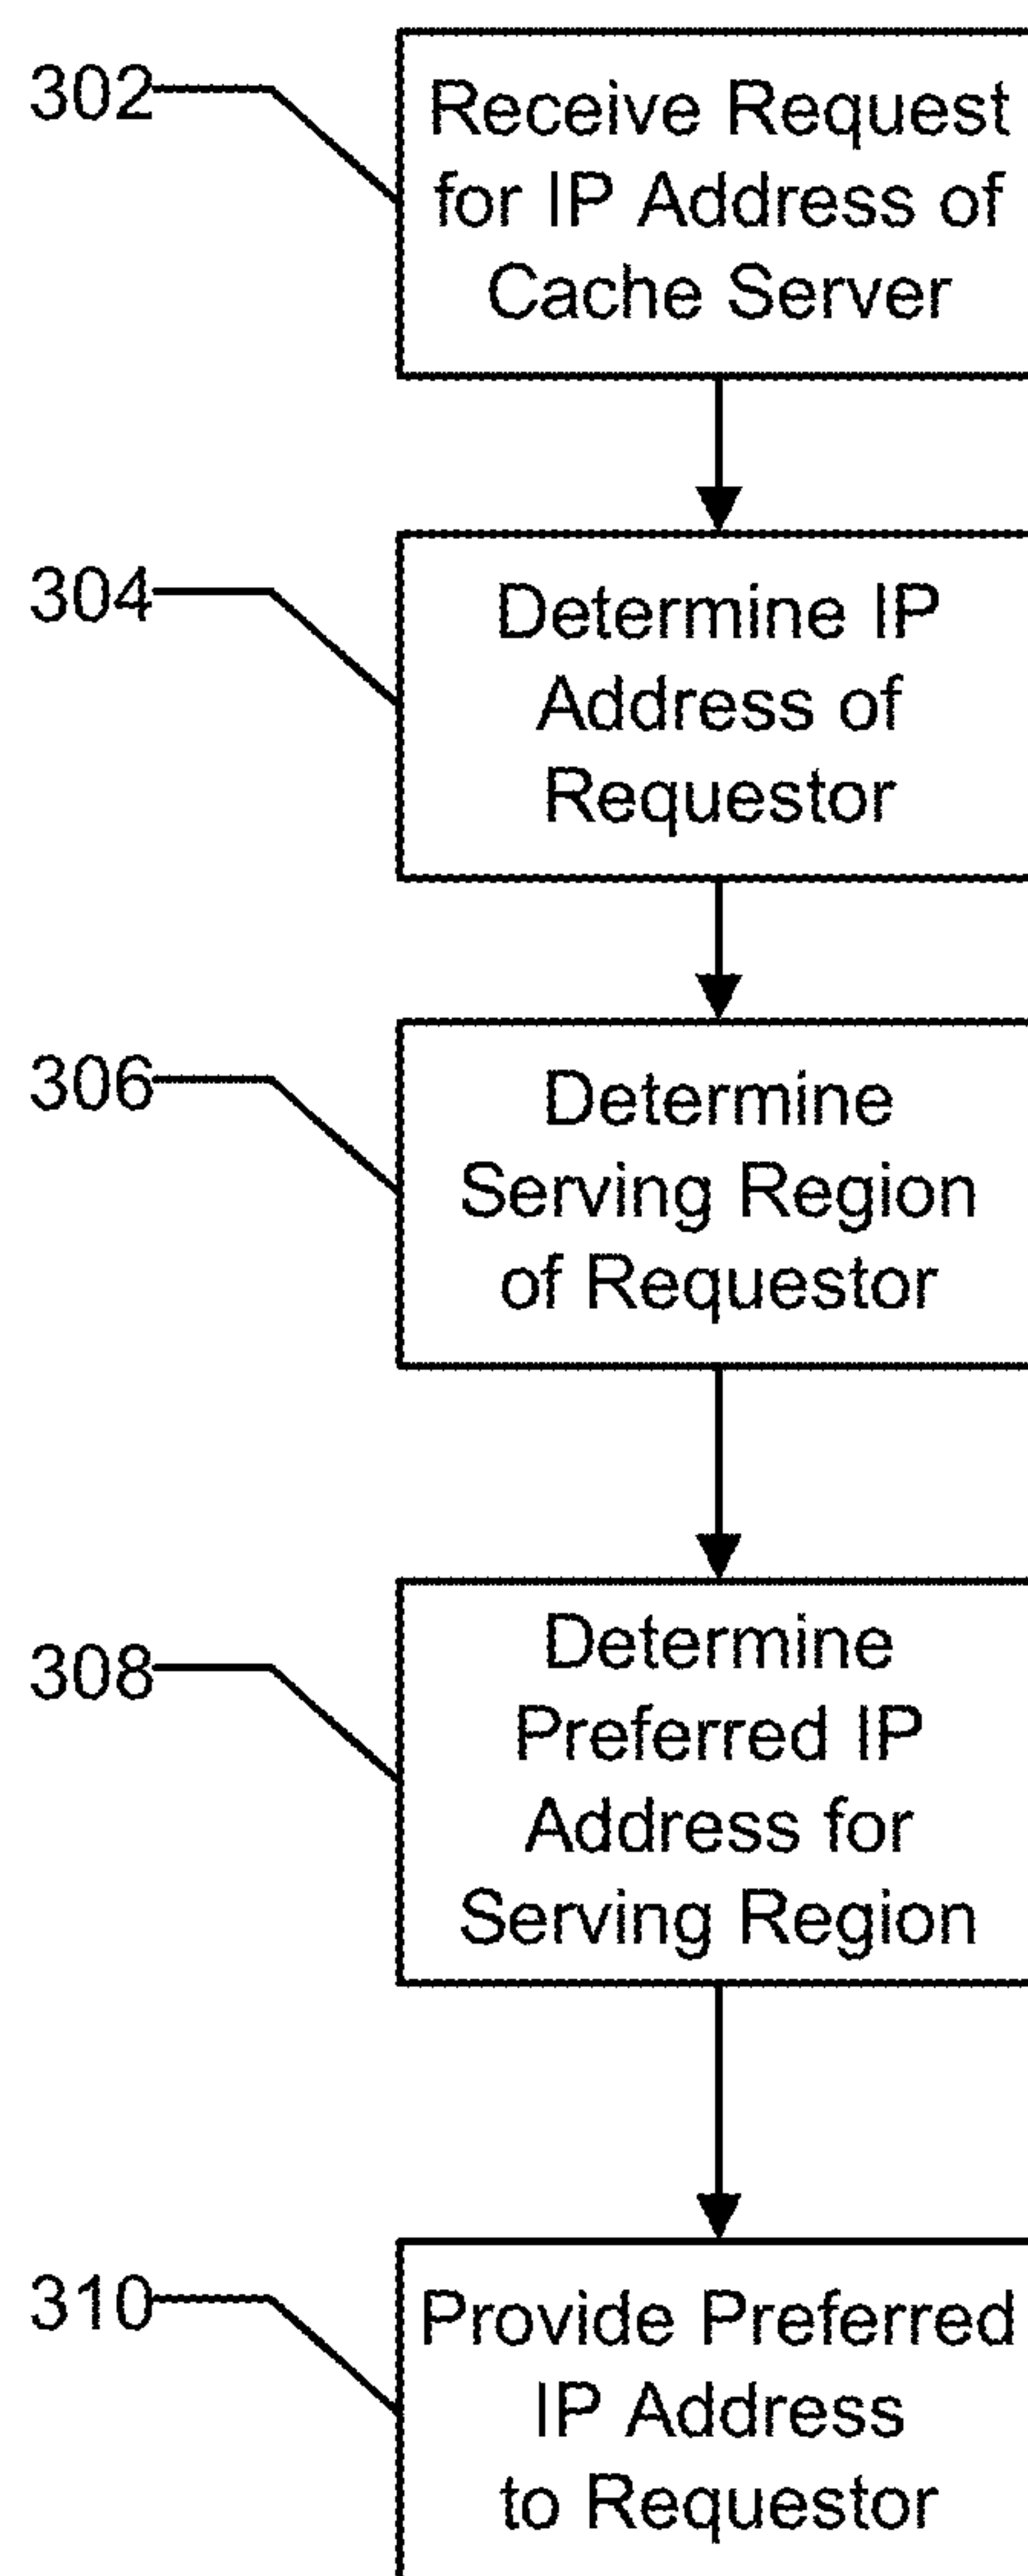 302
Receive Request
for IP Address of
Cache Server
304
Determine IP
Address of
Requestor
306
Determine
Serving Region
of Requestor
308
Determine
Preferred IP
Address for
Serving Region
310
Provide Preferred
IP Address
to Requestor